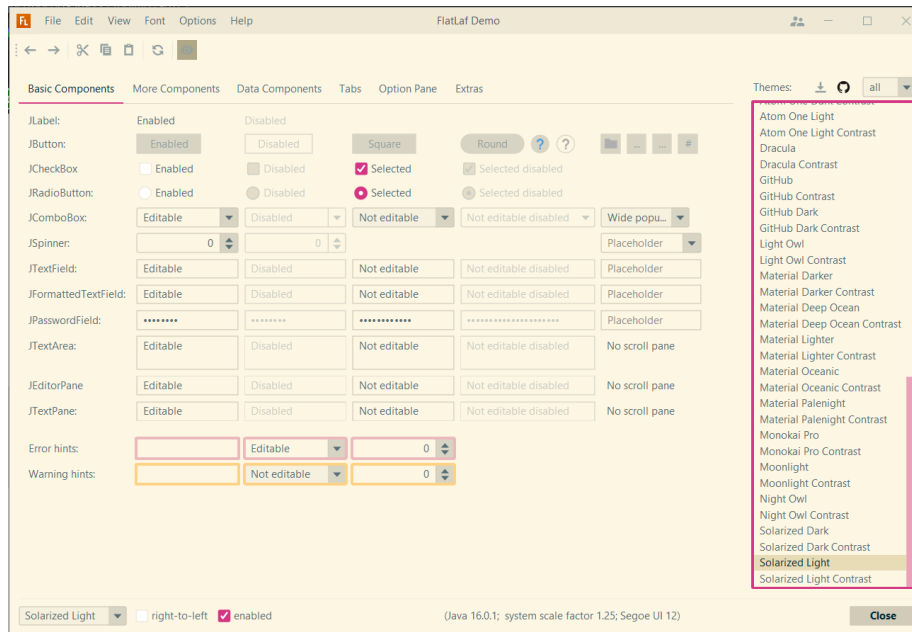 FL File Edit View Font Options Help FlatLaf Demo
Basic Components More Components Data Components Tabs Option Pane Extras
Themes: all
JLabel: Enabled Disabled
JButton: Enabled Disabled Square Round ? ? ... ... #
JCheckBox Enabled Disabled Selected Selected disabled
JRadioButton: Enabled Disabled Selected Selected disabled
JComboBox: Editable Disabled Not editable Not editable disabled Wide popu...
JSpinner: 0 0 Placeholder
JTextField: Editable Disabled Not editable Not editable disabled Placeholder
JFormattedTextField: Editable Disabled Not editable Not editable disabled Placeholder
JPasswordField: •••••••• •••••••• •••••••••••• •••••••••••••••••••• Placeholder
JTextArea: Editable Disabled Not editable Not editable disabled No scroll pane
JEditorPane Editable Disabled Not editable Not editable disabled No scroll pane
JTextPane: Editable Disabled Not editable Not editable disabled No scroll pane
Error hints: Editable 0
Warning hints: Not editable 0
Atom One Dark Contrast
Atom One Light
Atom One Light Contrast
Dracula
Dracula Contrast
GitHub
GitHub Contrast
GitHub Dark
GitHub Dark Contrast
Light Owl
Light Owl Contrast
Material Darker
Material Darker Contrast
Material Deep Ocean
Material Deep Ocean Contrast
Material Lighter
Material Lighter Contrast
Material Oceanic
Material Oceanic Contrast
Material Palenight
Material Palenight Contrast
Monokai Pro
Monokai Pro Contrast
Moonlight
Moonlight Contrast
Night Owl
Night Owl Contrast
Solarized Dark
Solarized Dark Contrast
Solarized Light
Solarized Light Contrast
Solarized Light right-to-left enabled (Java 16.0.1; system scale factor 1.25; Segoe UI 12) Close